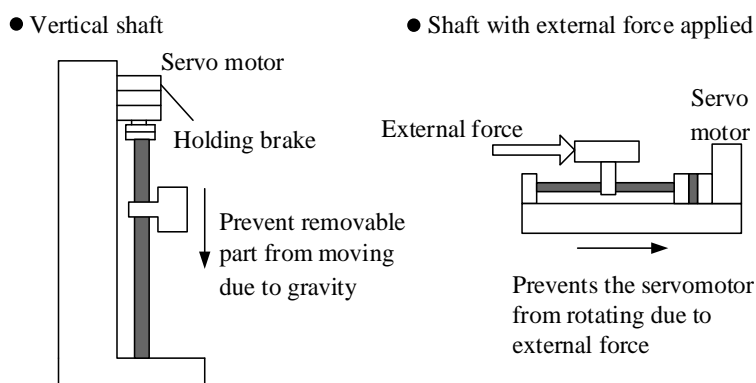 ● Vertical shaft
Servo motor
Holding brake
Prevent removable
part from moving
due to gravity
● Shaft with external force applied
Servo
motor
External force
Prevents the servomotor
from rotating due to
external force